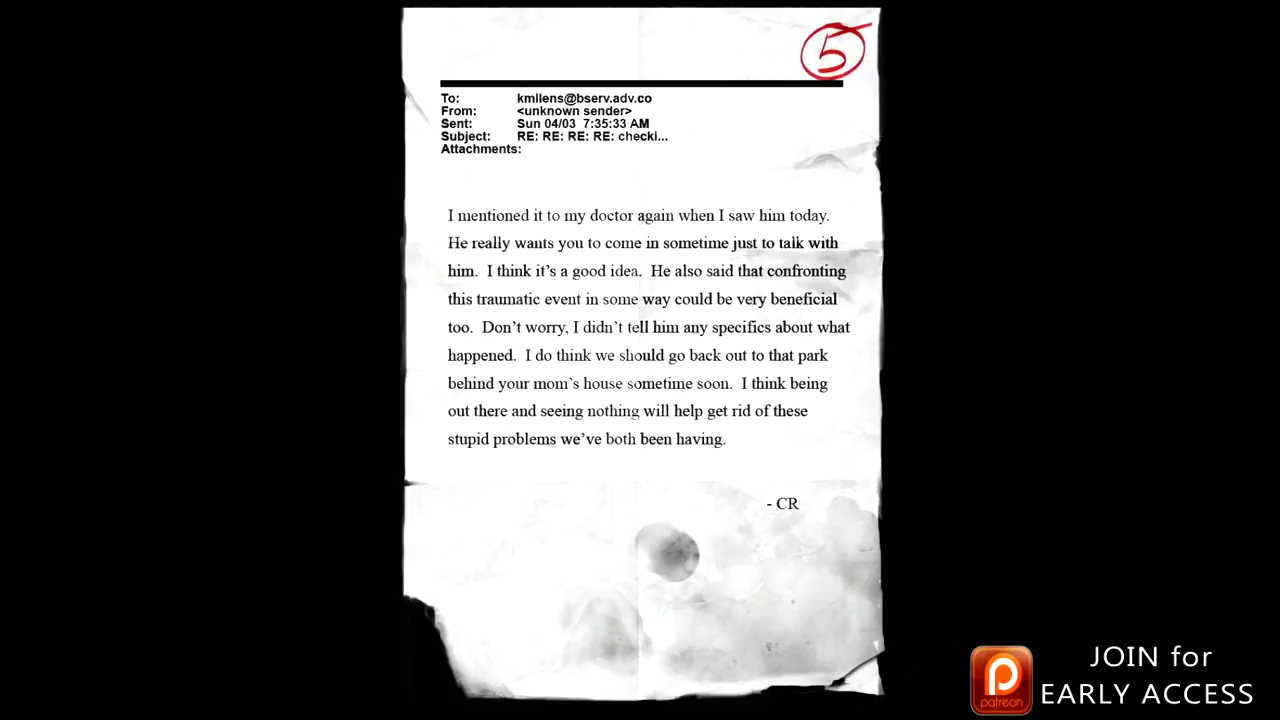 5
To: kmllens@bserv.adv.co
From: <unknown sender>
Sent: Sun 04/03 7:35:33 AM
Subject: RE: RE: RE: RE: checki...
Attachments:
I mentioned it to my doctor again when I saw him today.
He really wants you to come in sometime just to talk with
him. I think it's a good idea. He also said that confronting
this traumatic event in some way could be very beneficial
too. Don't worry, I didn't tell him any specifics about what
happened. I do think we should go back out to that park
behind your mom's house sometime soon. I think being
out there and seeing nothing will help get rid of these
stupid problems we've both been having.
- CR
patreon
JOIN for
EARLY ACCESS